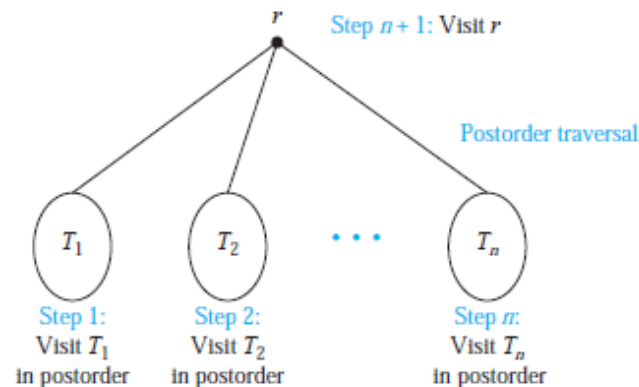 r
Step n + 1: Visit r
Postorder traversal
T1 T2 • • • Tn
Step 1: Step 2: Step n:
Visit T1 Visit T2 Visit Tn
in postorder in postorder in postorder